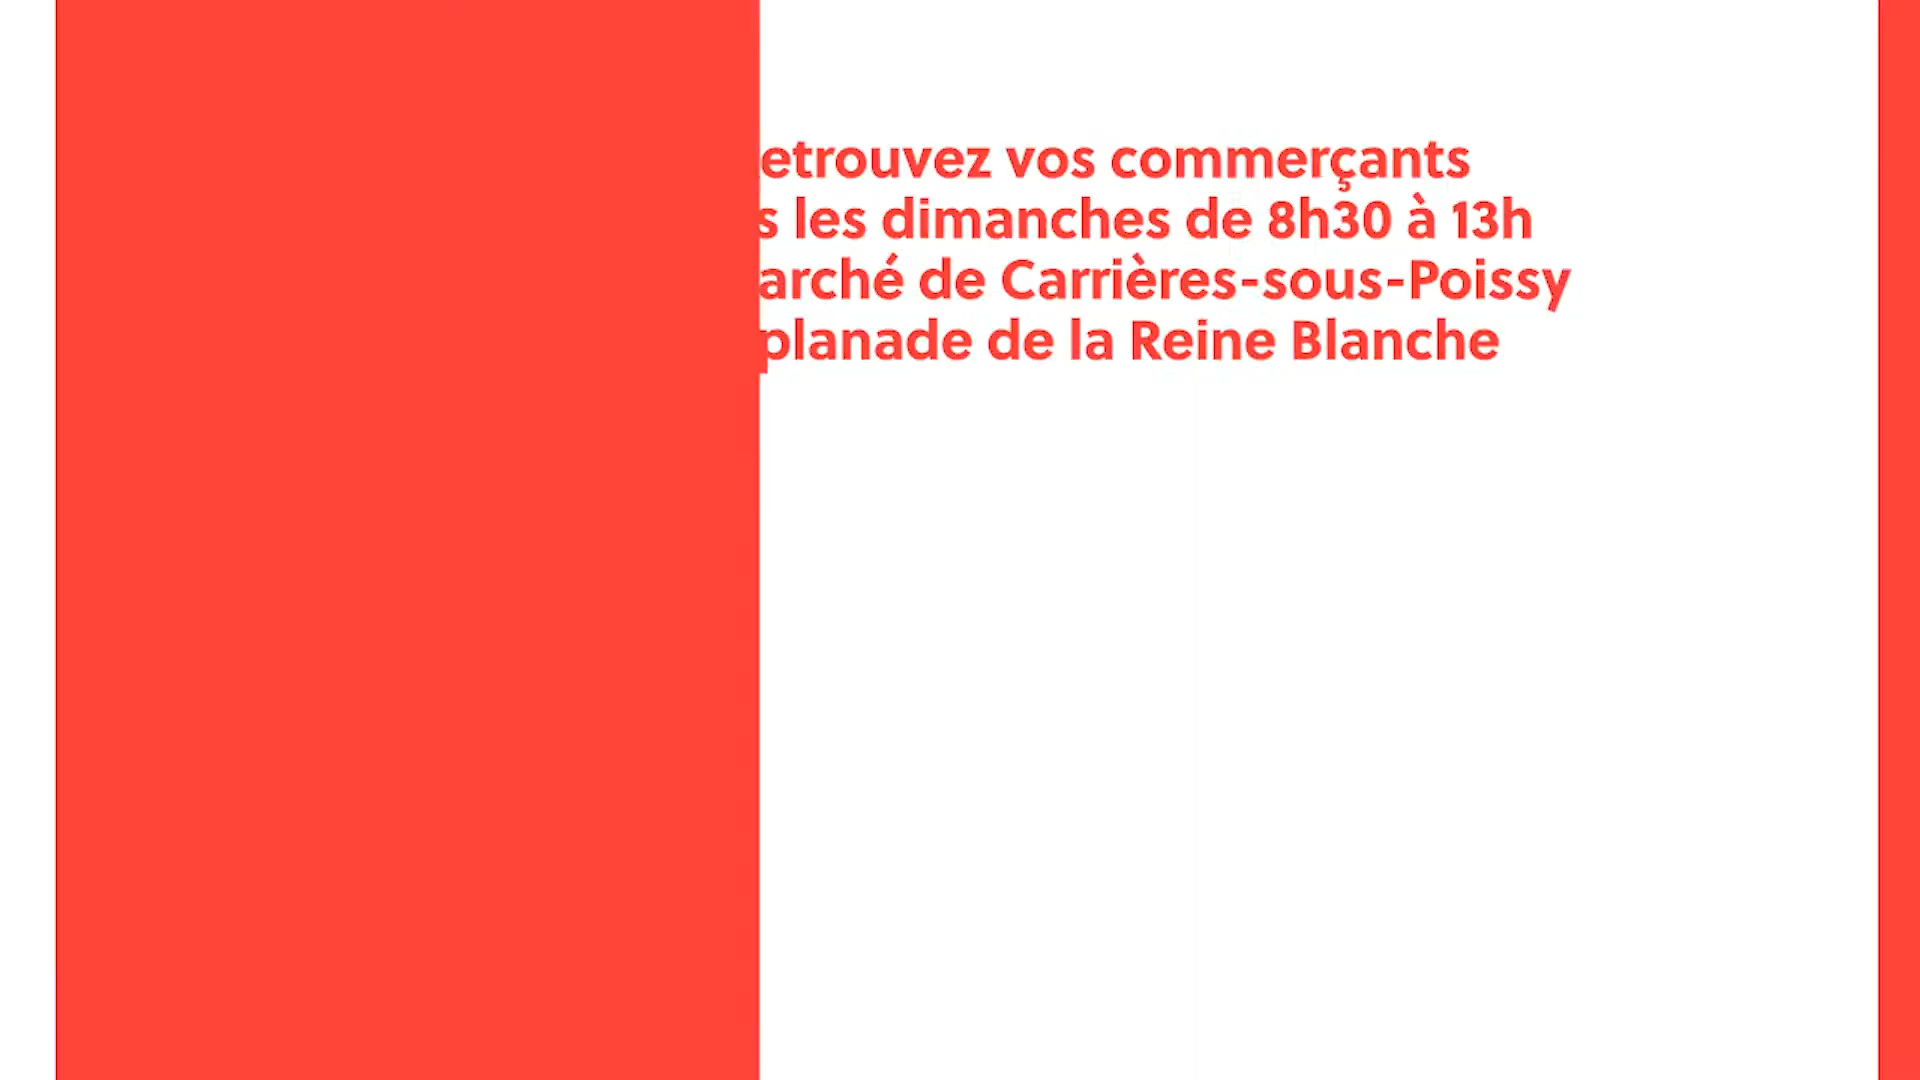 etrouvez vos commerçants
s les dimanches de 8h30 à 13h
arché de Carrières-sous-Poissy
planade de la Reine Blanche